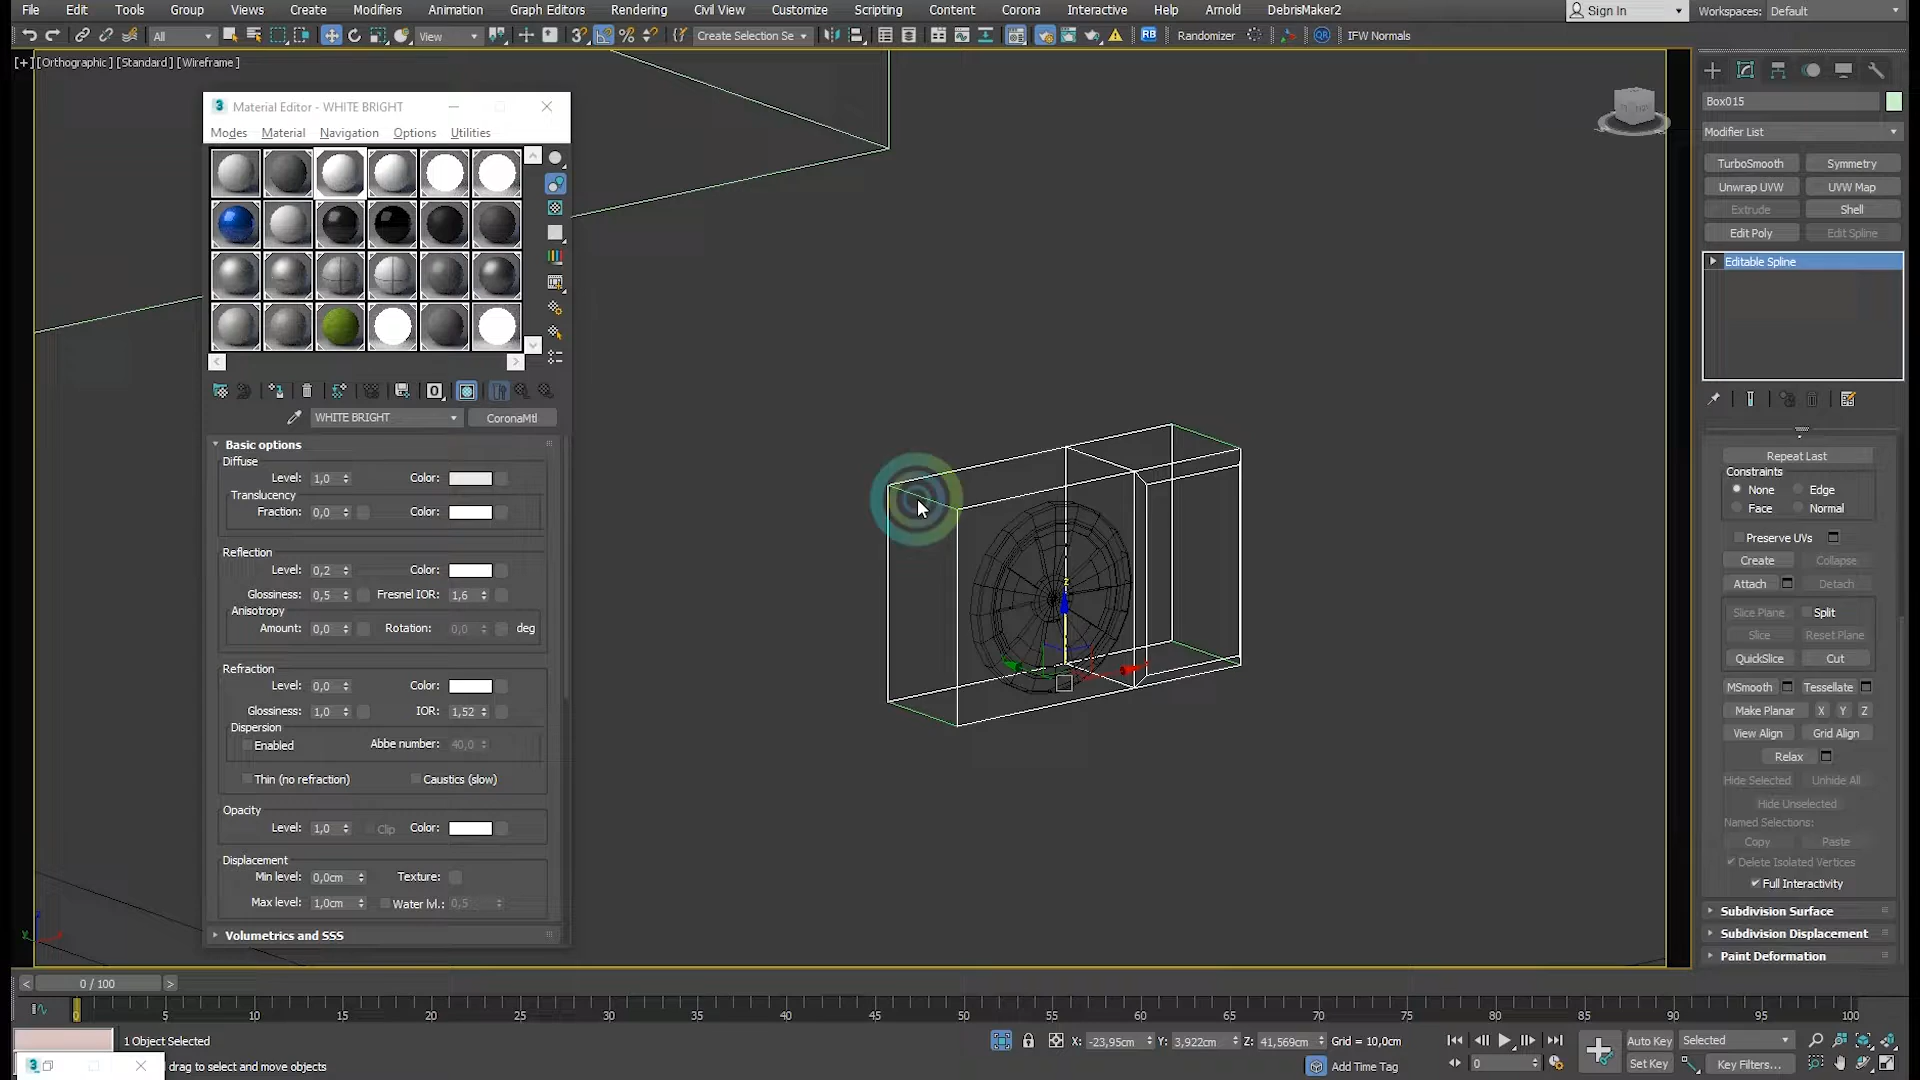 File Edit Tools Group Views Create Modifiers Animation Graph Editors Rendering Civil View Customize Scripting Content Corona Interactive Help Arnold DebrisMaker2 Sign In Workspaces: Default
All View Create Selection Se RB Randomizer QR IFW Normals
[+] [Orthographic ] [Standard ] [Wireframe ]
3 Material Editor - WHITE BRIGHT
Modes Material Navigation Options Utilities
WHITE BRIGHT CoronaMtl
Basic options
Diffuse
Level: 1,0 Color:
Translucency
Fraction: 0,0 Color:
Reflection
Level: 0,2 Color:
Glossiness: 0,5 Fresnel IOR: 1,6
Anisotropy
Amount: 0,0 Rotation: 0,0 deg
Refraction
Level: 0,0 Color:
Glossiness: 1,0 IOR: 1,52
Dispersion
Enabled Abbe number: 40,0
Thin (no refraction) Caustics (slow)
Opacity
Level: 1,0 Clip Color:
Displacement
Min level: 0,0cm Texture:
Max level: 1,0cm Water lvl.: 0,5
Volumetrics and SSS
z
y
Box015
Modifier List
TurboSmooth Symmetry
Unwrap UVW UVW Map
Extrude Shell
Edit Poly Edit Spline
Editable Spline
Repeat Last
Constraints
None Edge
Face Normal
Preserve UVs
Create Collapse
Attach Detach
Slice Plane Split
Slice Reset Plane
QuickSlice Cut
MSmooth Tessellate
Make Planar X Y Z
View Align Grid Align
Relax
Hide Selected Unhide All
Hide Unselected
Named Selections:
Copy Paste
Delete Isolated Vertices
Full Interactivity
Subdivision Surface
Subdivision Displacement
Paint Deformation
< 0 / 100 >
0 5 10 15 20 25 30 35 40 45 50 55 60 65 70 75 80 85 90 95 100
1 Object Selected X: -23,95cm Y: 3,922cm Z: 41,569cm Grid = 10,0cm Auto Key Selected
3 drag to select and move objects Add Time Tag 0 Set Key Key Filters...